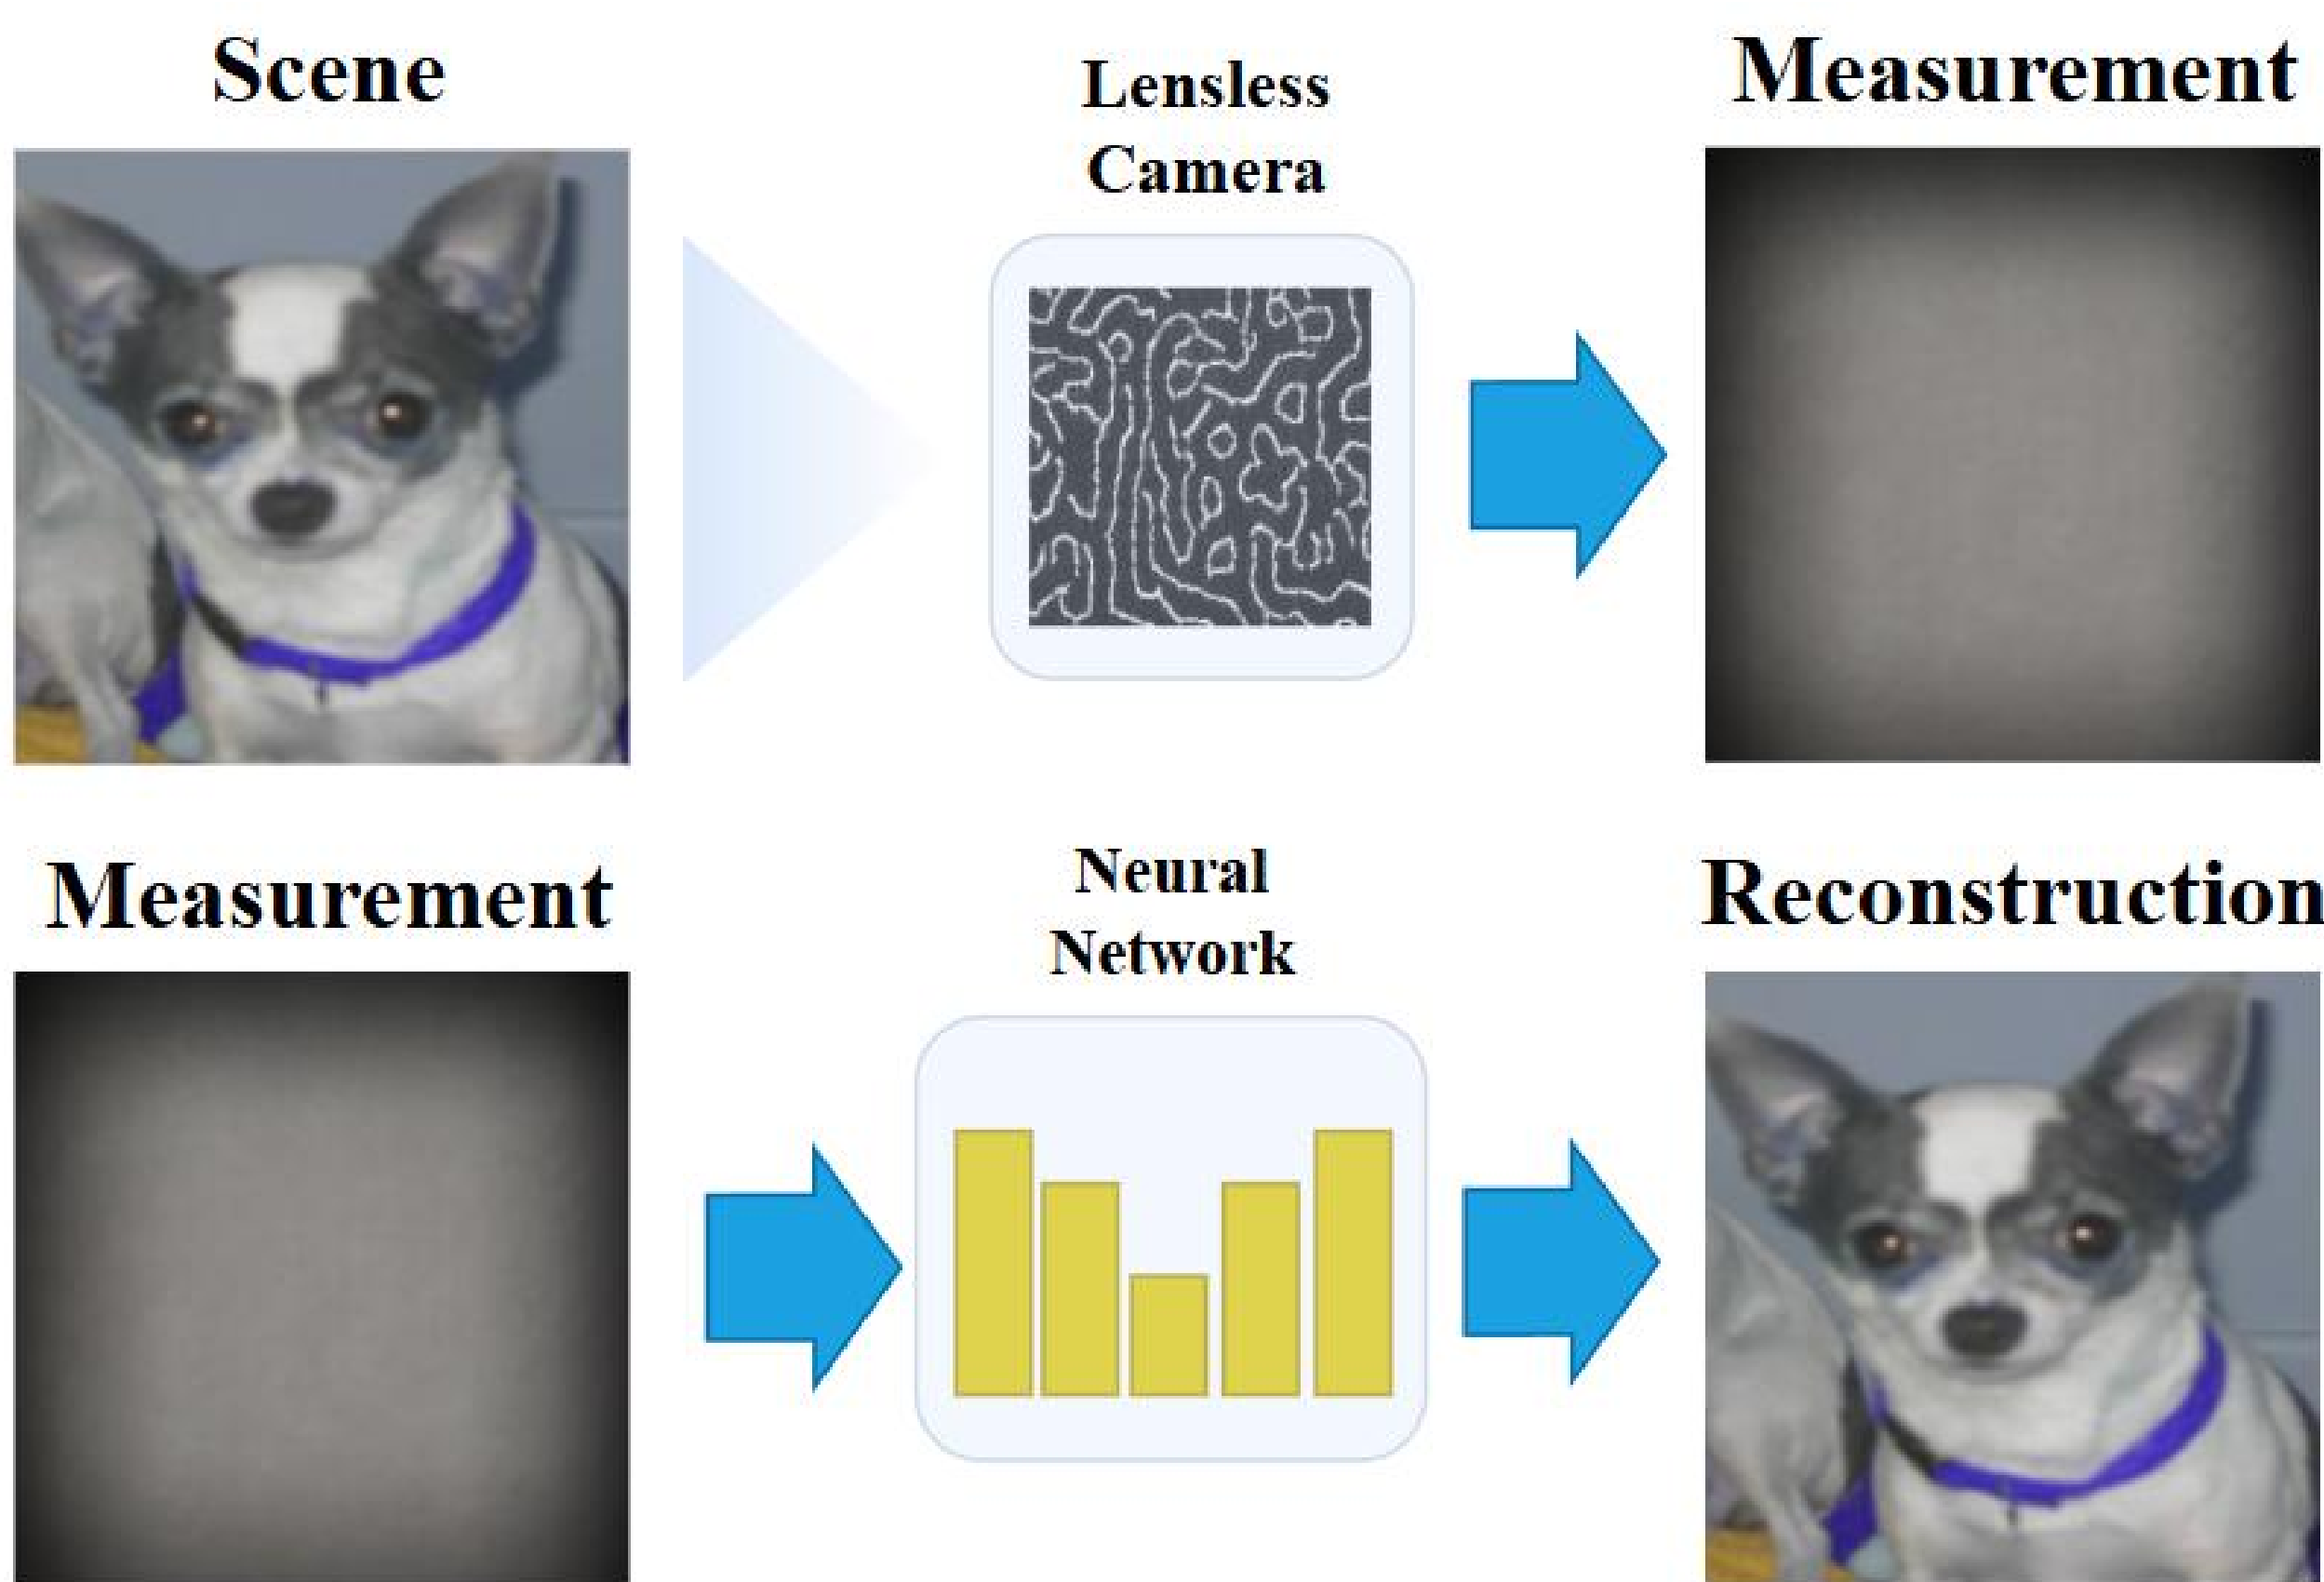 Scene
Lensless
Camera
Measurement
Measurement
Neural
Network
Reconstruction